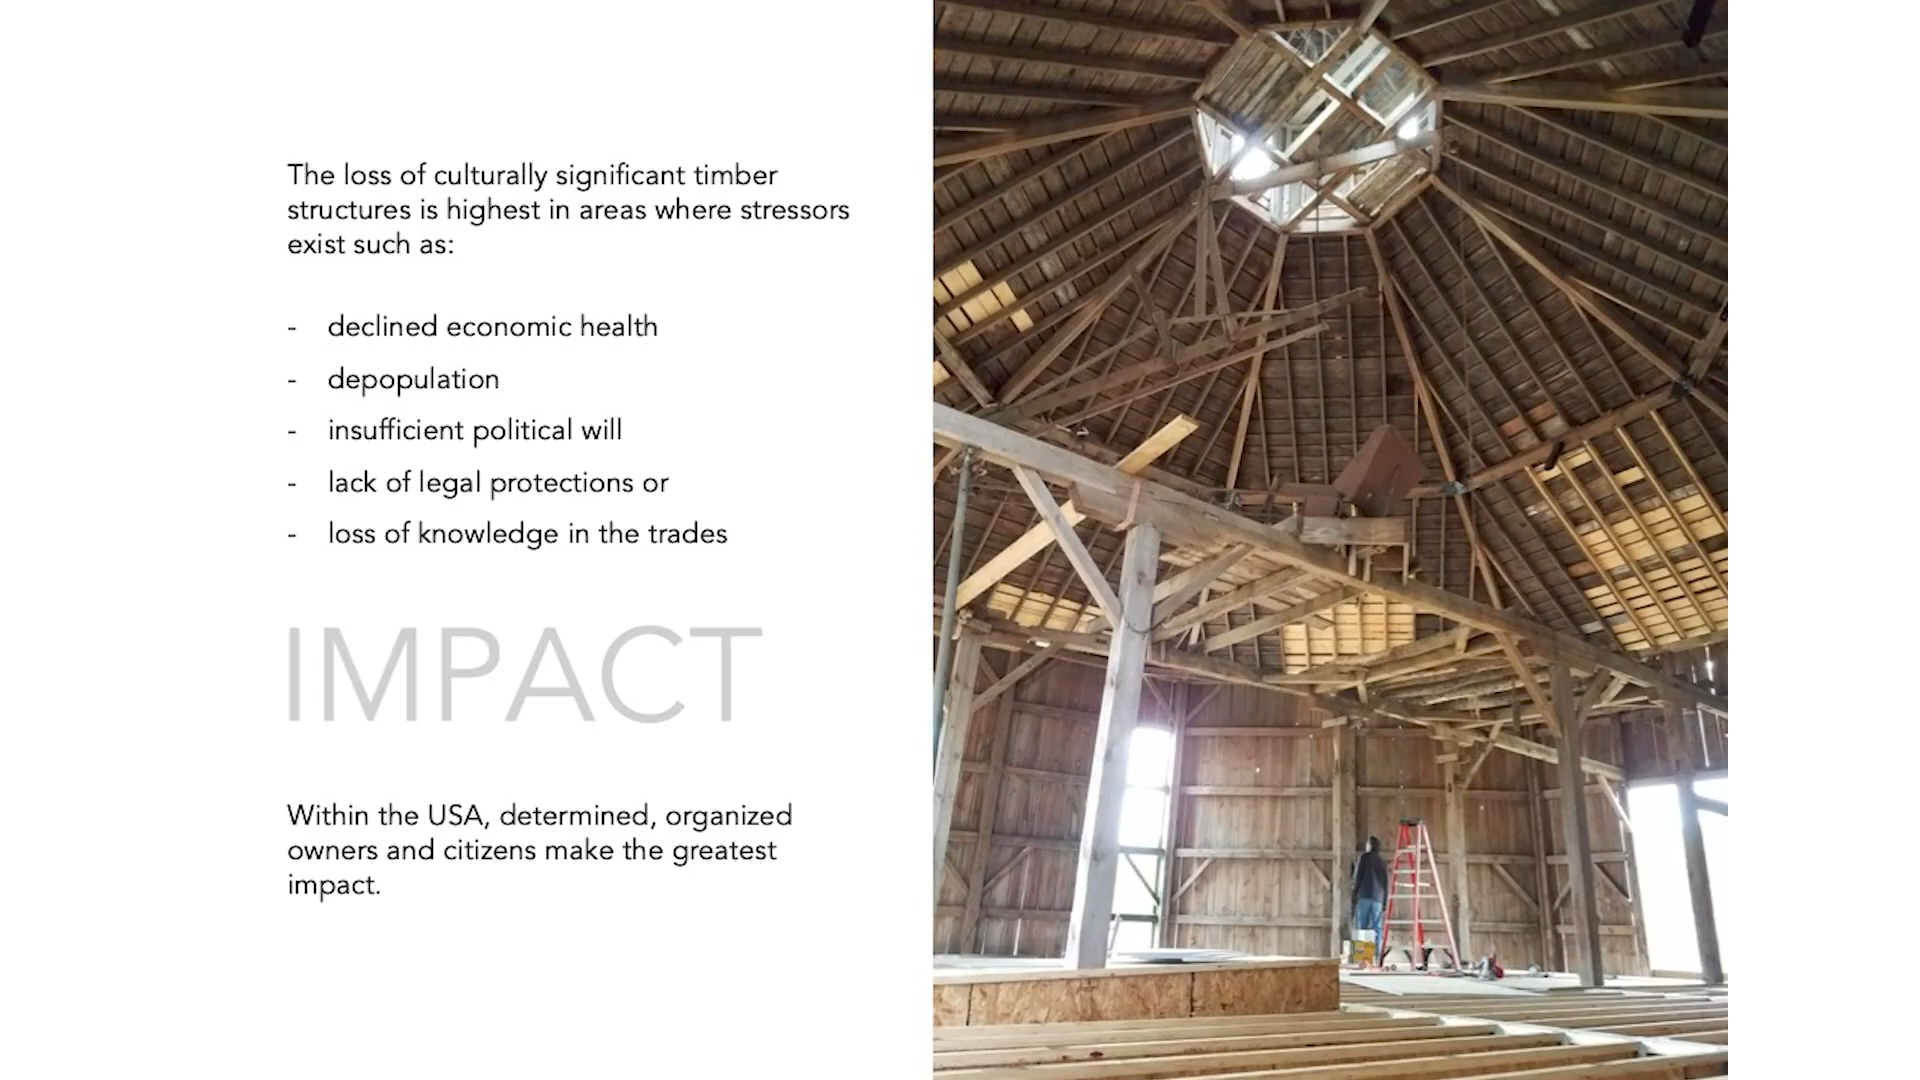 The loss of culturally significant timber
structures is highest in areas where stressors
exist such as:
- declined economic health
- depopulation
- insufficient political will
- lack of legal protections or
- loss of knowledge in the trades
IMPACT
Within the USA, determined, organized
owners and citizens make the greatest
impact.